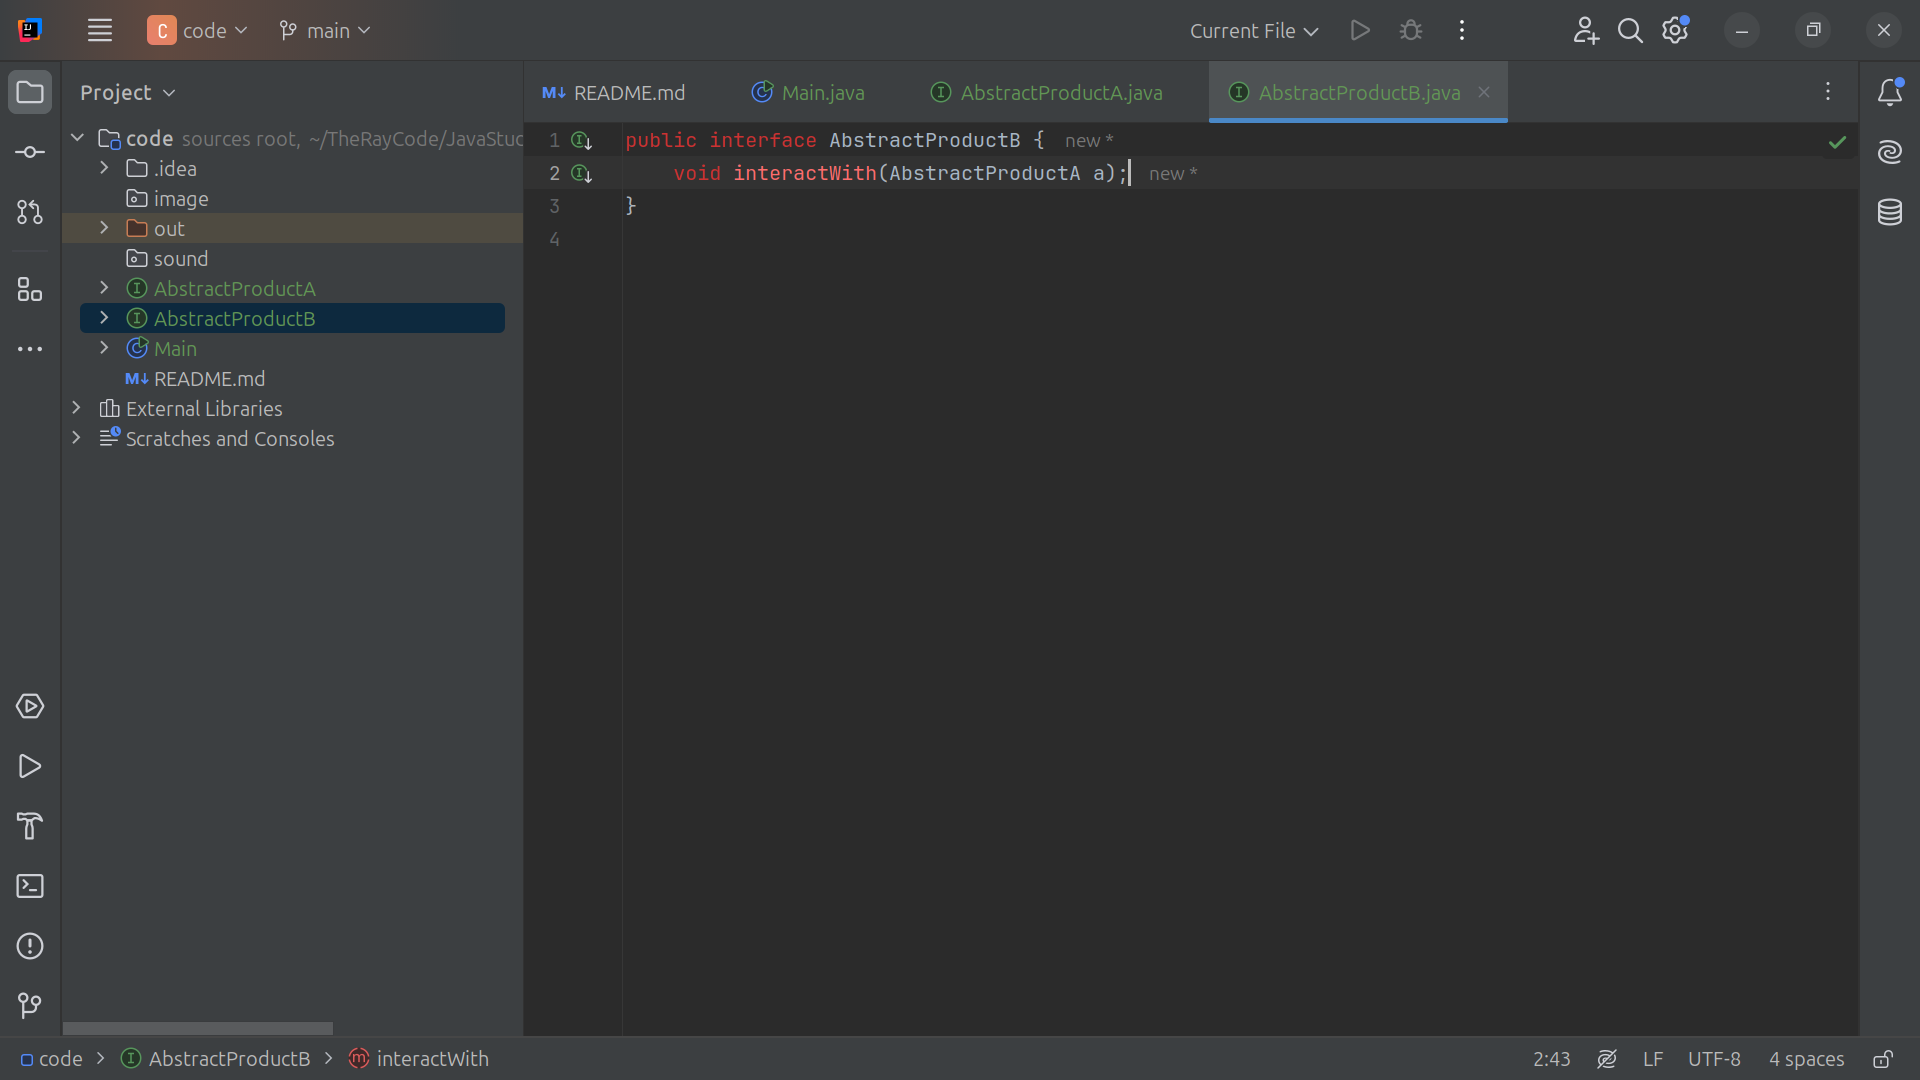 C code main Current File
Project
README.md Main.java AbstractProductA.java AbstractProductB.java
code sources root, ~/TheRayCode/JavaStud
.idea
image
out
sound
AbstractProductA
AbstractProductB
Main
README.md
External Libraries
Scratches and Consoles
1 public interface AbstractProductB { new *
2 void interactWith(AbstractProductA a); new *
3 }
4
code > AbstractProductB > interactWith 2:43 LF UTF-8 4 spaces